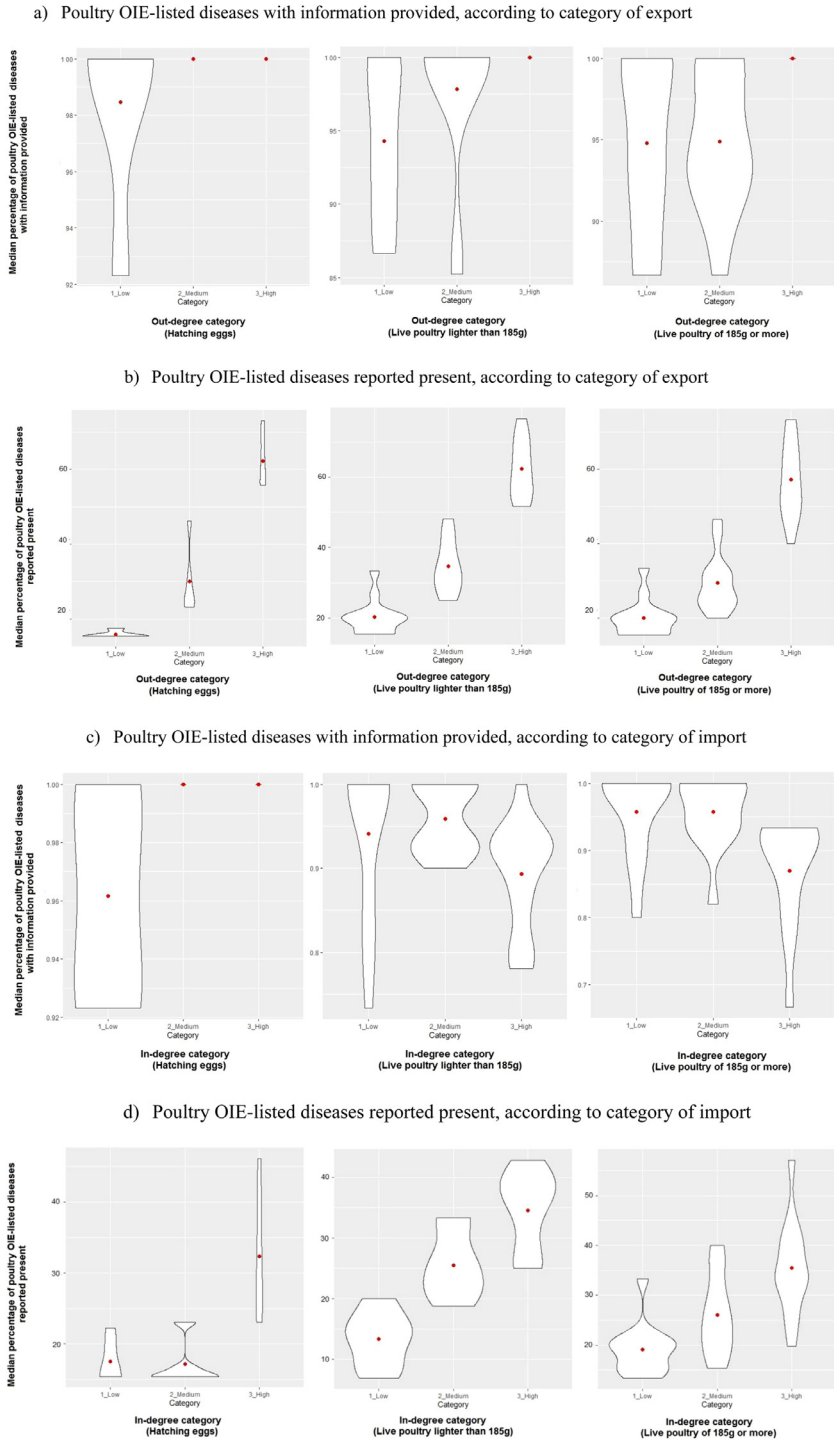 a) Poultry OIE-listed diseases with information provided, according to category of export
Median percentage of poultry OIE-listed diseases
with information provided
1.00
98
96
94
92
1_Low
2_Medium
3_High
Category
Out-degree category
(Hatching eggs)
1.00
95
90
85
1_Low
2_Medium
3_High
Category
Out-degree category
(Live poultry lighter than 185g)
1.00
95
90
1_Low
2_Medium
3_High
Category
Out-degree category
(Live poultry of 185g or more)
b) Poultry OIE-listed diseases reported present, according to category of export
Median percentage of poultry OIE-listed diseases
reported present
60
40
20
1_Low
2_Medium
3_High
Category
Out-degree category
(Hatching eggs)
60
40
20
1_Low
2_Medium
3_High
Category
Out-degree category
(Live poultry lighter than 185g)
60
40
20
1_Low
2_Medium
3_High
Category
Out-degree category
(Live poultry of 185g or more)
c) Poultry OIE-listed diseases with information provided, according to category of import
Median percentage of poultry OIE-listed diseases
with information provided
1.00
0.98
0.96
0.94
0.92
1_Low
2_Medium
3_High
Category
In-degree category
(Hatching eggs)
1.0
0.9
0.8
1_Low
2_Medium
3_High
Category
In-degree category
(Live poultry lighter than 185g)
1.0
0.9
0.8
0.7
1_Low
2_Medium
3_High
Category
In-degree category
(Live poultry of 185g or more)
d) Poultry OIE-listed diseases reported present, according to category of import
Median percentage of poultry OIE-listed diseases
reported present
40
30
20
1_Low
2_Medium
3_High
Category
In-degree category
(Hatching eggs)
40
30
20
10
1_Low
2_Medium
3_High
Category
In-degree category
(Live poultry lighter than 185g)
50
40
30
20
1_Low
2_Medium
3_High
Category
In-degree category
(Live poultry of 185g or more)